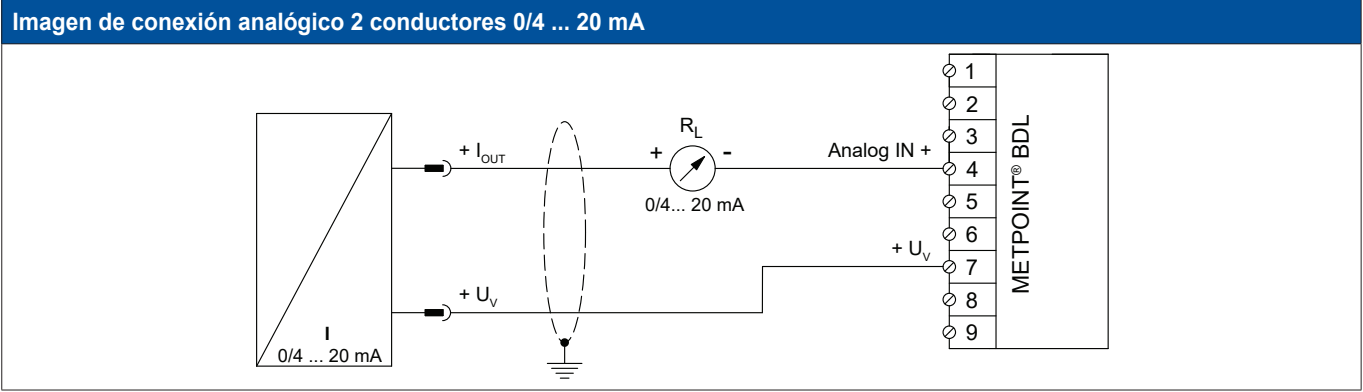 Imagen de conexión analógico 2 conductores 0/4 ... 20 mA
1
2
R_L
3
+ I_OUT
+ -
Analog IN +
4
0/4... 20 mA
5
6
+ U_V
7
+ U_V
8
I
9
0/4 ... 20 mA
METPOINT® BDL